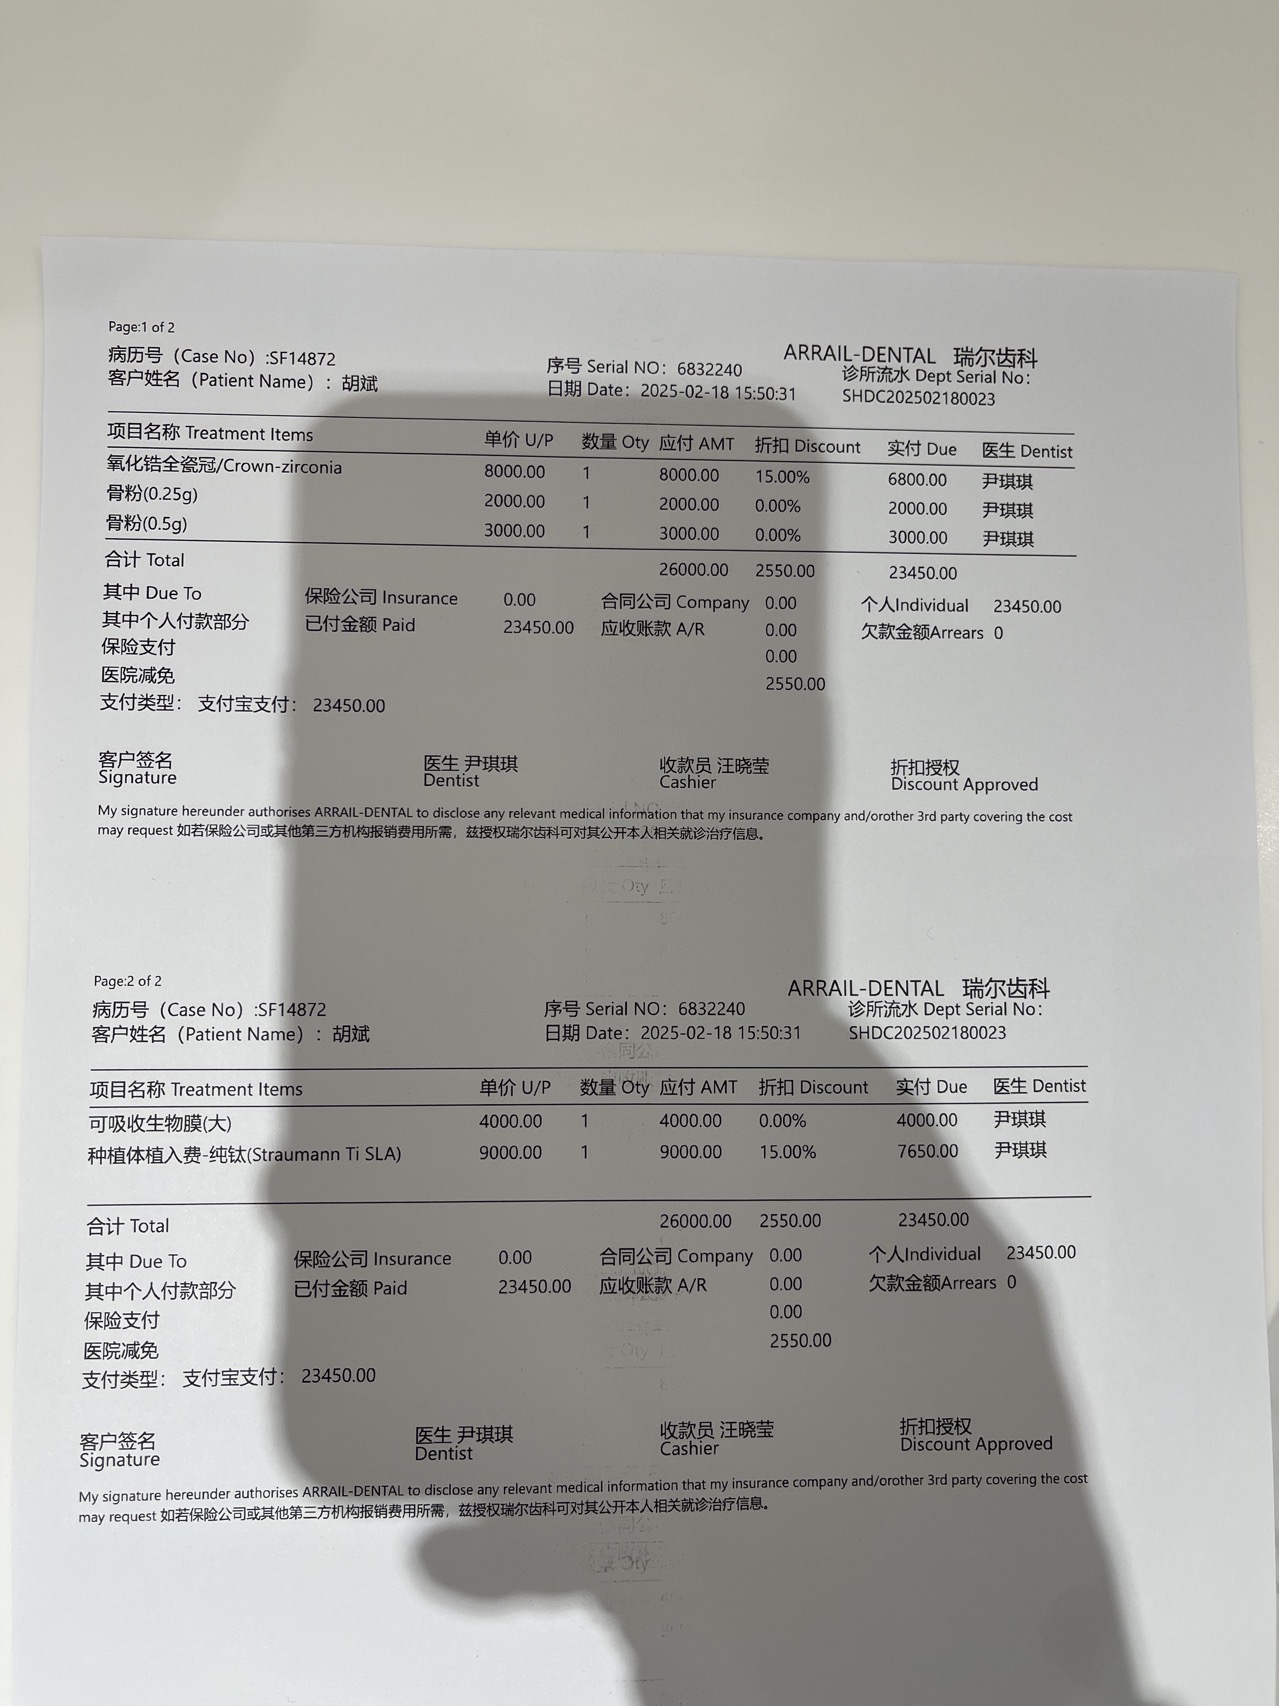 Page:1 of 2
ARRAIL-DENTAL 瑞尔齿科
病历号（Case No）:SF14872 序号 Serial NO：6832240 诊所流水 Dept Serial No：
客户姓名（Patient Name）：胡斌 日期 Date：2025-02-18 15:50:31 SHDC202502180023
项目名称 Treatment Items 单价 U/P 数量 Qty 应付 AMT 折扣 Discount 实付 Due 医生 Dentist
氧化锆全瓷冠/Crown-zirconia 8000.00 1 8000.00 15.00% 6800.00 尹琪琪
骨粉(0.25g) 2000.00 1 2000.00 0.00% 2000.00 尹琪琪
骨粉(0.5g) 3000.00 1 3000.00 0.00% 3000.00 尹琪琪
合计 Total 26000.00 2550.00 23450.00
其中 Due To 保险公司 Insurance 0.00 合同公司 Company 0.00 个人Individual 23450.00
其中个人付款部分 已付金额 Paid 23450.00 应收账款 A/R 0.00 欠款金额Arrears 0
保险支付 0.00
医院减免 2550.00
支付类型： 支付宝支付： 23450.00
客户签名 医生 尹琪琪 收款员 汪晓莹 折扣授权
Signature Dentist Cashier Discount Approved
My signature hereunder authorises ARRAIL-DENTAL to disclose any relevant medical information that my insurance company and/orother 3rd party covering the cost
may request 如若保险公司或其他第三方机构报销费用所需，兹授权瑞尔齿科可对其公开本人相关就诊治疗信息。
Page:2 of 2
ARRAIL-DENTAL 瑞尔齿科
病历号（Case No）:SF14872 序号 Serial NO：6832240 诊所流水 Dept Serial No：
客户姓名（Patient Name）：胡斌 日期 Date：2025-02-18 15:50:31 SHDC202502180023
项目名称 Treatment Items 单价 U/P 数量 Qty 应付 AMT 折扣 Discount 实付 Due 医生 Dentist
可吸收生物膜(大) 4000.00 1 4000.00 0.00% 4000.00 尹琪琪
种植体植入费-纯钛(Straumann Ti SLA) 9000.00 1 9000.00 15.00% 7650.00 尹琪琪
合计 Total 26000.00 2550.00 23450.00
其中 Due To 保险公司 Insurance 0.00 合同公司 Company 0.00 个人Individual 23450.00
其中个人付款部分 已付金额 Paid 23450.00 应收账款 A/R 0.00 欠款金额Arrears 0
保险支付 0.00
医院减免 2550.00
支付类型： 支付宝支付： 23450.00
客户签名 医生 尹琪琪 收款员 汪晓莹 折扣授权
Signature Dentist Cashier Discount Approved
My signature hereunder authorises ARRAIL-DENTAL to disclose any relevant medical information that my insurance company and/orother 3rd party covering the cost
may request 如若保险公司或其他第三方机构报销费用所需，兹授权瑞尔齿科可对其公开本人相关就诊治疗信息。